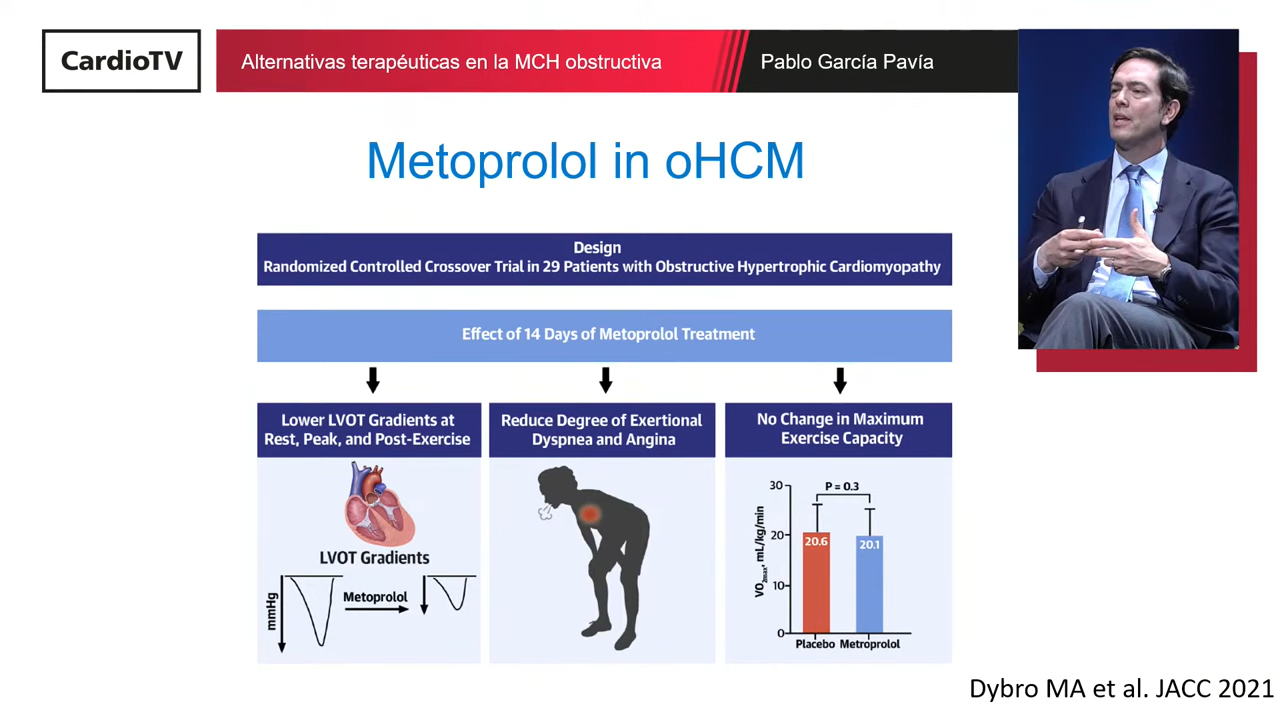 CardioTV
Alternativas terapéuticas en la MCH obstructiva
Pablo García Pavía
Metoprolol in oHCM
Design
Randomized Controlled Crossover Trial in 29 Patients with Obstructive Hypertrophic Cardiomyopathy
Effect of 14 Days of Metoprolol Treatment
Lower LVOT Gradients at
Rest, Peak, and Post-Exercise
LVOT Gradients
mmHg
Metoprolol
Reduce Degree of Exertional
Dyspnea and Angina
No Change in Maximum
Exercise Capacity
P = 0.3
VO2max, mL/kg/min
30
20
10
0
20.6
20.1
Placebo
Metroprolol
Dybro MA et al. JACC 2021